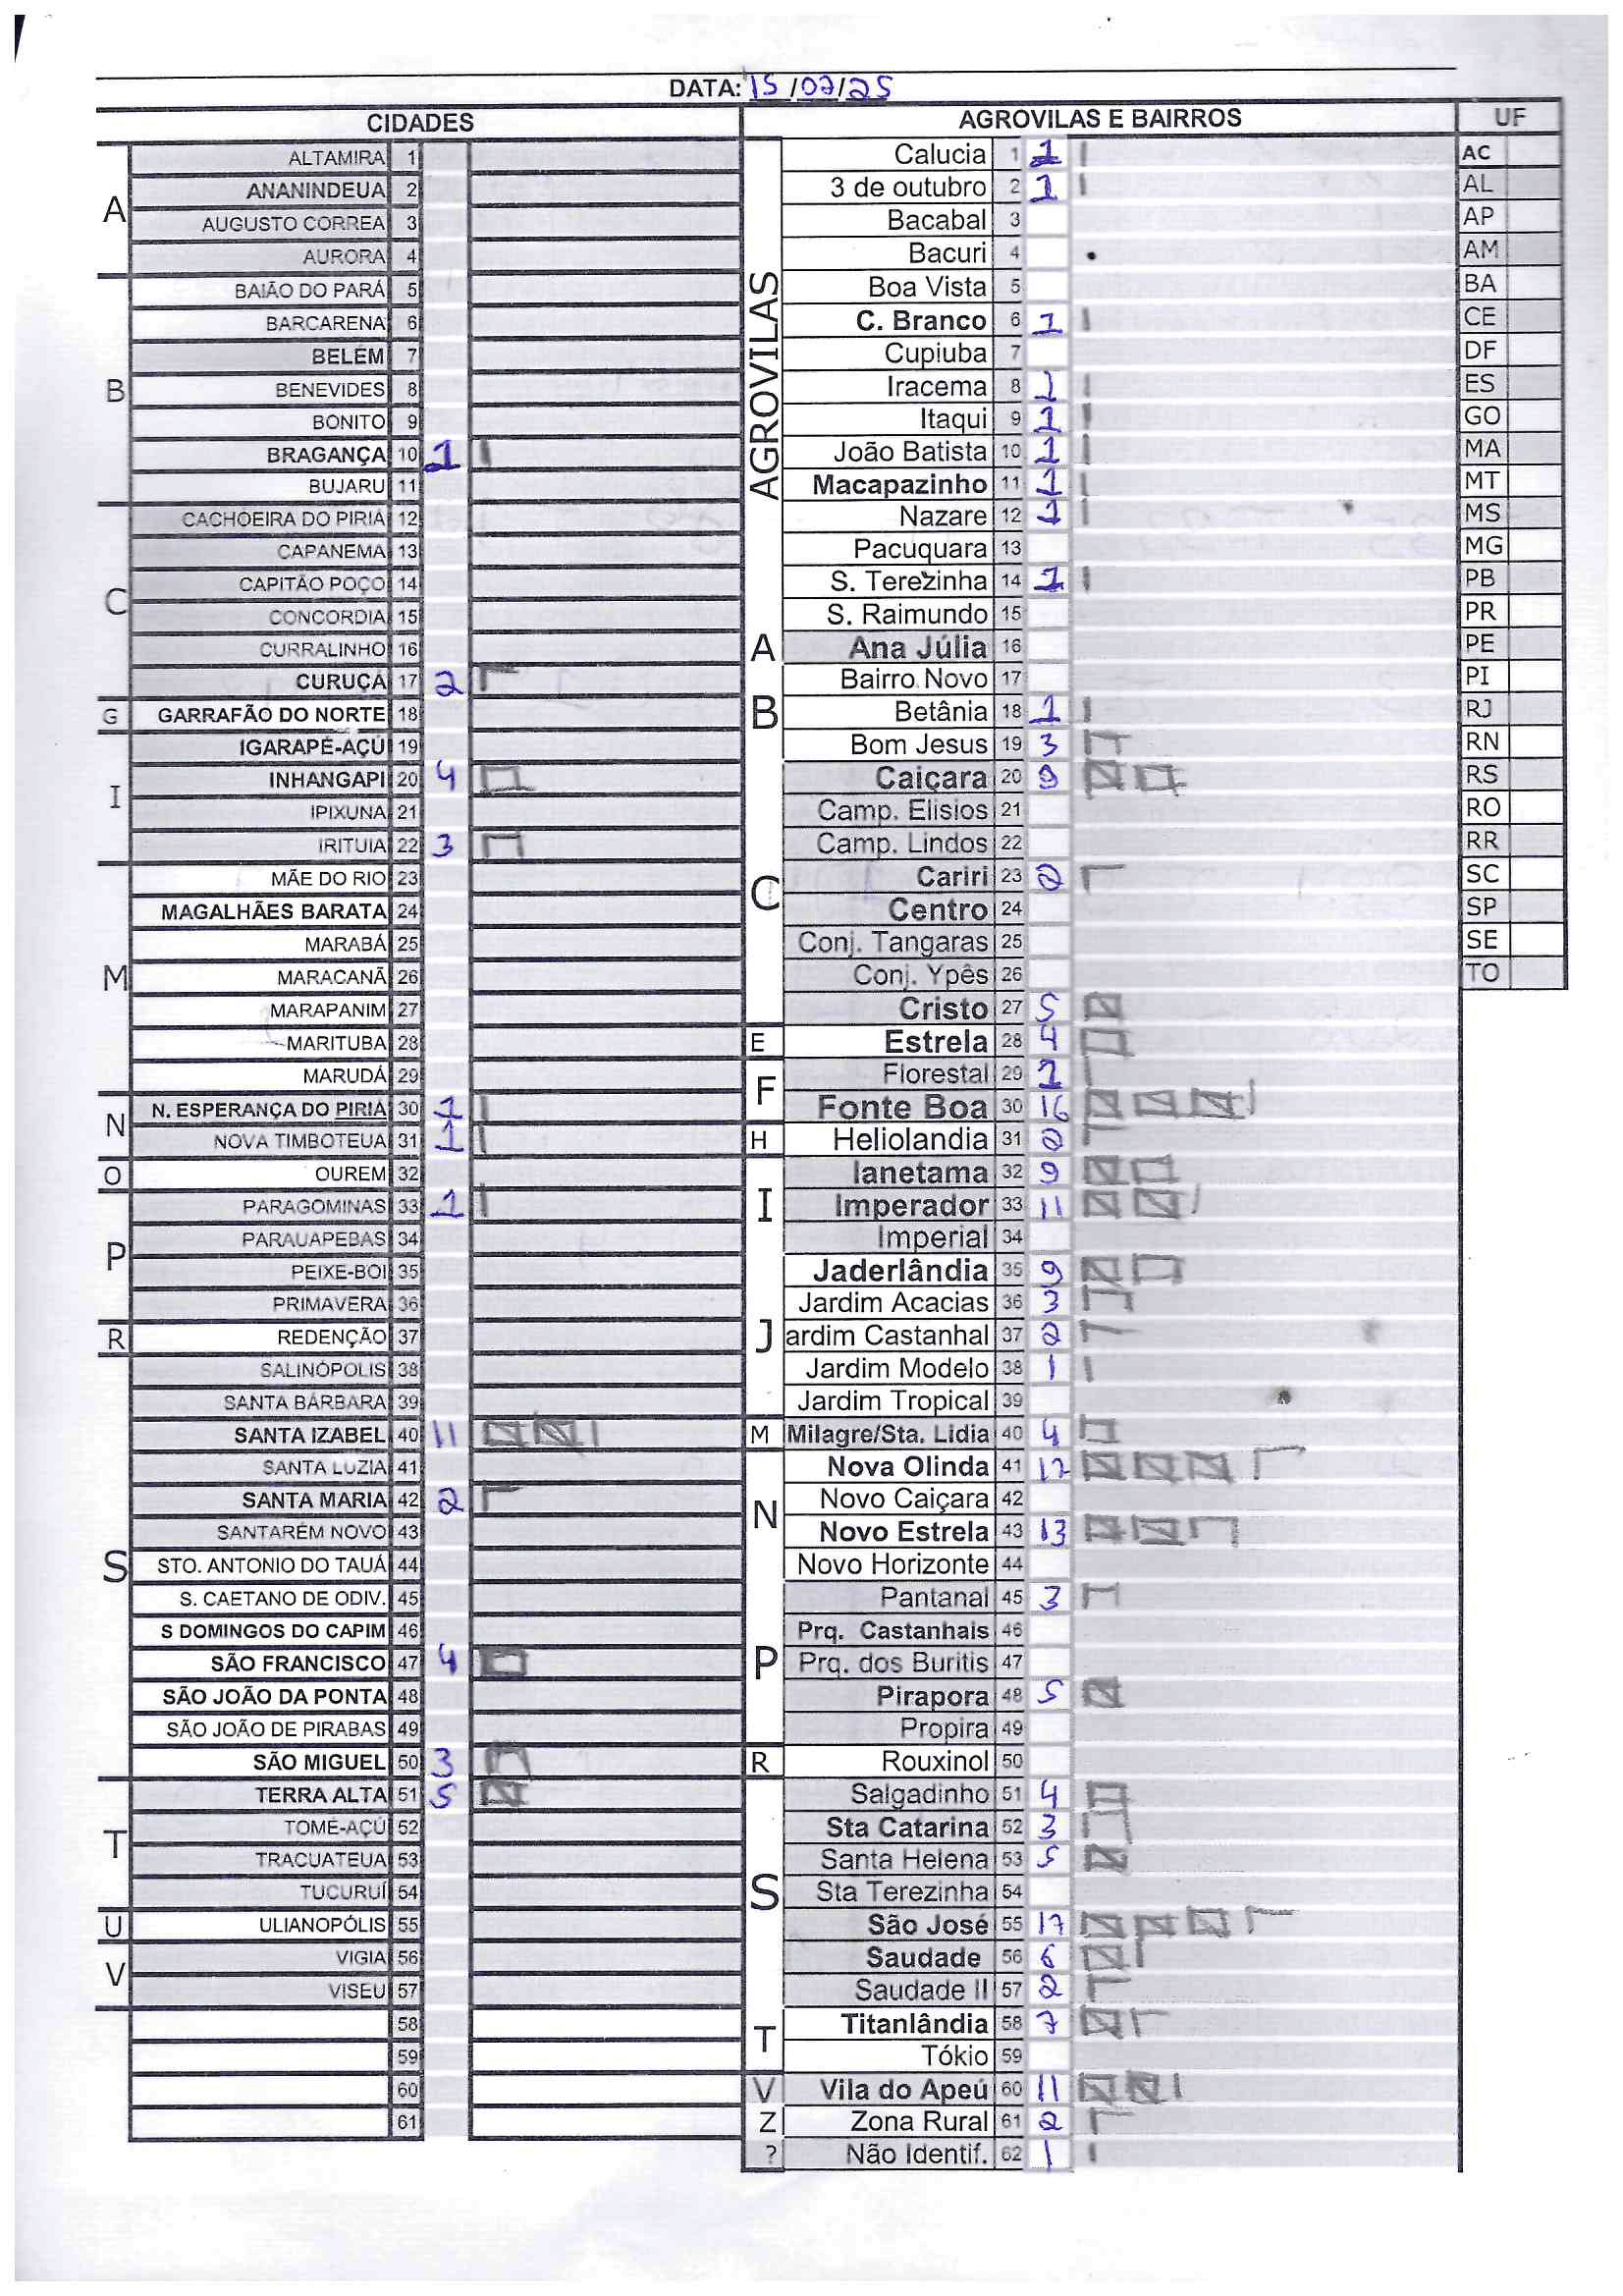 DATA: 15/07/25
CIDADES
A
ALTAMIRA 1
ANANINDEUA 2
AUGUSTO CORREA 3
AURORA 4
B
BAIÃO DO PARÁ 5
BARCARENA 6
BELÉM 7
BENEVIDES 8
BONITO 9
BRAGANÇA 10 1
BUJARU 11
C
CACHOEIRA DO PIRIÁ 12
CAPANEMA 13
CAPITÃO POÇO 14
CONCORDIA 15
CURRALINHO 16
CURUÇÁ 17 2
G
GARRAFÃO DO NORTE 18
I
IGARAPÉ-AÇÚ 19
INHANGAPI 20 4
IPIXUNA 21
IRITUIA 22 3
M
MÃE DO RIO 23
MAGALHÃES BARATA 24
MARABÁ 25
MARACANÃ 26
MARAPANIM 27
MARITUBA 28
MARUDÁ 29
N
N. ESPERANÇA DO PIRIÁ 30 1
NOVA TIMBOTEUA 31 1
O
OUREM 32
P
PARAGOMINAS 33 1
PARAUAPEBAS 34
PEIXE-BOI 35
PRIMAVERA 36
R
REDENÇÃO 37
S
SALINÓPOLIS 38
SANTA BÁRBARA 39
SANTA IZABEL 40 11
SANTA LUZIA 41
SANTA MARIA 42 2
SANTARÉM NOVO 43
STO. ANTONIO DO TAUÁ 44
S. CAETANO DE ODIV. 45
S DOMINGOS DO CAPIM 46
SÃO FRANCISCO 47 4
SÃO JOÃO DA PONTA 48
SÃO JOÃO DE PIRABAS 49
SÃO MIGUEL 50 3
T
TERRA ALTA 51 5
TOMÉ-AÇÚ 52
TRACUATEUA 53
TUCURUÍ 54
U
ULIANOPÓLIS 55
V
VIGIA 56
VISEU 57
58
59
60
61
AGROVILAS E BAIRROS
AGROVILAS
Calucia 1 1
3 de outubro 2 1
Bacabal 3
Bacuri 4
Boa Vista 5
C. Branco 6 1
Cupiuba 7
Iracema 8 1
Itaqui 9 1
João Batista 10 1
Macapazinho 11 1
Nazare 12 1
Pacuquara 13
S. Terezinha 14 1
S. Raimundo 15
A
Ana Júlia 16
B
Bairro Novo 17
Betânia 18 1
Bom Jesus 19 3
C
Caiçara 20 9
Camp. Elisios 21
Camp. Lindos 22
Cariri 23 2
Centro 24
Conj. Tangaras 25
Conj. Ypês 26
Cristo 27 5
E
Estrela 28 4
F
Florestal 29 1
Fonte Boa 30 16
H
Heliolandia 31 2
I
Ianetama 32 9
Imperador 33 11
Imperial 34
J
Jaderlândia 35 9
Jardim Acacias 36 3
ardim Castanhal 37 2
Jardim Modelo 38 1
Jardim Tropical 39
M
Milagre/Sta. Lidia 40 4
N
Nova Olinda 41 17
Novo Caiçara 42
Novo Estrela 43 13
Novo Horizonte 44
P
Pantanal 45 3
Prq. Castanhais 46
Prq. dos Buritis 47
Pirapora 48 5
Propira 49
R
Rouxinol 50
S
Salgadinho 51 4
Sta Catarina 52 3
Santa Helena 53 5
Sta Terezinha 54
São José 55 17
Saudade 56 6
Saudade II 57 2
T
Titanlândia 58 7
Tókio 59
V
Vila do Apeú 60 11
Z
Zona Rural 61 2
?
Não Identif. 62 1
UF
AC
AL
AP
AM
BA
CE
DF
ES
GO
MA
MT
MS
MG
PB
PR
PE
PI
RJ
RN
RS
RO
RR
SC
SP
SE
TO